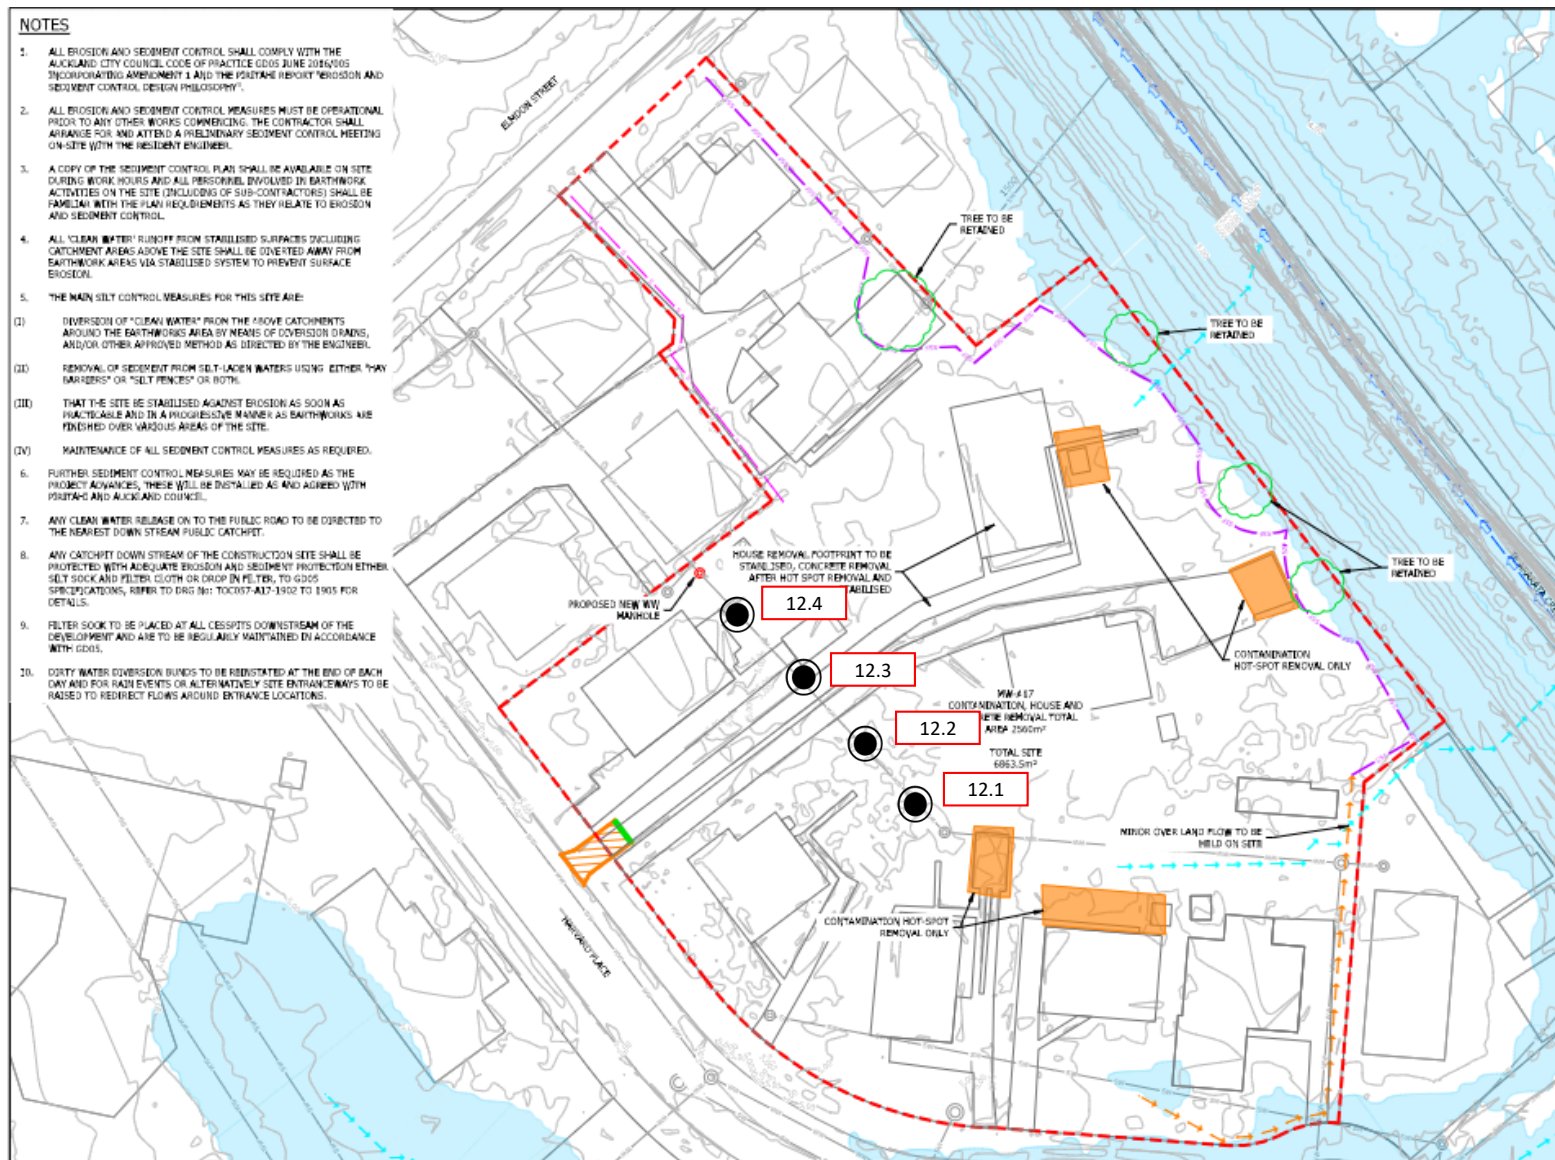 NOTES
1. ALL EROSION AND SEDIMENT CONTROL SHALL COMPLY WITH THE
AUCKLAND CITY COUNCIL CODE OF PRACTICE GD05 JUNE 2016/005
INCORPORATING AMENDMENT 1 AND THE PIRITAHI REPORT "EROSION AND
SEDIMENT CONTROL DESIGN PHILOSOPHY".
2. ALL EROSION AND SEDIMENT CONTROL MEASURES MUST BE OPERATIONAL
PRIOR TO ANY OTHER WORKS COMMENCING. THE CONTRACTOR SHALL
ARRANGE FOR AND ATTEND A PRELIMINARY SEDIMENT CONTROL MEETING
ON-SITE WITH THE RESIDENT ENGINEER.
3. A COPY OF THE SEDIMENT CONTROL PLAN SHALL BE AVAILABLE ON SITE
DURING WORK HOURS AND ALL PERSONNEL INVOLVED IN EARTHWORK
ACTIVITIES ON THE SITE (INCLUDING OF SUB-CONTRACTORS) SHALL BE
FAMILIAR WITH THE PLAN REQUIREMENTS AS THEY RELATE TO EROSION
AND SEDIMENT CONTROL.
4. ALL 'CLEAN WATER' RUNOFF FROM STABILISED SURFACES INCLUDING
CATCHMENT AREAS ABOVE THE SITE SHALL BE DIVERTED AWAY FROM
EARTHWORK AREAS VIA STABILISED SYSTEM TO PREVENT SURFACE
EROSION.
5. THE MAIN SILT CONTROL MEASURES FOR THIS SITE ARE:
(I) DIVERSION OF "CLEAN WATER" FROM THE ABOVE CATCHMENTS
AROUND THE EARTHWORKS AREA BY MEANS OF DIVERSION DRAINS,
AND/OR OTHER APPROVED METHOD AS DIRECTED BY THE ENGINEER.
(II) REMOVAL OF SEDIMENT FROM SILT-LADEN WATERS USING EITHER "HAY
BARRIERS" OR "SILT FENCES" OR BOTH.
(III) THAT THE SITE BE STABILISED AGAINST EROSION AS SOON AS
PRACTICABLE AND IN A PROGRESSIVE MANNER AS EARTHWORKS ARE
FINISHED OVER VARIOUS AREAS OF THE SITE.
(IV) MAINTENANCE OF ALL SEDIMENT CONTROL MEASURES AS REQUIRED.
6. FURTHER SEDIMENT CONTROL MEASURES MAY BE REQUIRED AS THE
PROJECT ADVANCES, THESE WILL BE INSTALLED AS AND AGREED WITH
PIRITAHI AND AUCKLAND COUNCIL.
7. ANY CLEAN WATER RELEASE ON TO THE PUBLIC ROAD TO BE DIRECTED TO
THE NEAREST DOWN STREAM PUBLIC CATCHPIT.
8. ANY CATCHPIT DOWN STREAM OF THE CONSTRUCTION SITE SHALL BE
PROTECTED WITH ADEQUATE EROSION AND SEDIMENT PROTECTION EITHER
SILT SOCK AND FILTER CLOTH OR DROP IN FILTER, TO GD05
SPECIFICATIONS, REFER TO DRG No: TOC057-A17-1902 TO 1905 FOR
DETAILS.
9. FILTER SOCK TO BE PLACED AT ALL CESSPITS DOWNSTREAM OF THE
DEVELOPMENT AND ARE TO BE REGULARLY MAINTAINED IN ACCORDANCE
WITH GD05.
10. DIRTY WATER DIVERSION BUNDS TO BE REINSTATED AT THE END OF EACH
DAY AND FOR RAIN EVENTS OR ALTERNATIVELY SITE ENTRANCEWAYS TO BE
RAISED TO REDIRECT FLOWS AROUND ENTRANCE LOCATIONS.
ELMDON STREET
TREE TO BE
RETAINED
TREE TO BE
RETAINED
TREE TO BE
RETAINED
HOUSE REMOVAL FOOTPRINT TO BE
STABILISED, CONCRETE REMOVAL
AFTER HOT SPOT REMOVAL AND
ABILISED
PROPOSED NEW WW
MANHOLE
12.4
12.3
12.2
12.1
CONTAMINATION
HOT-SPOT REMOVAL ONLY
MW-A17
CONTAMINATION, HOUSE AND
RETE REMOVAL TOTAL
AREA 2560m²
TOTAL SITE
6863.5m²
MINOR OVER LAND FLOW TO BE
HELD ON SITE
CONTAMINATION HOT-SPOT
REMOVAL ONLY
PLACE